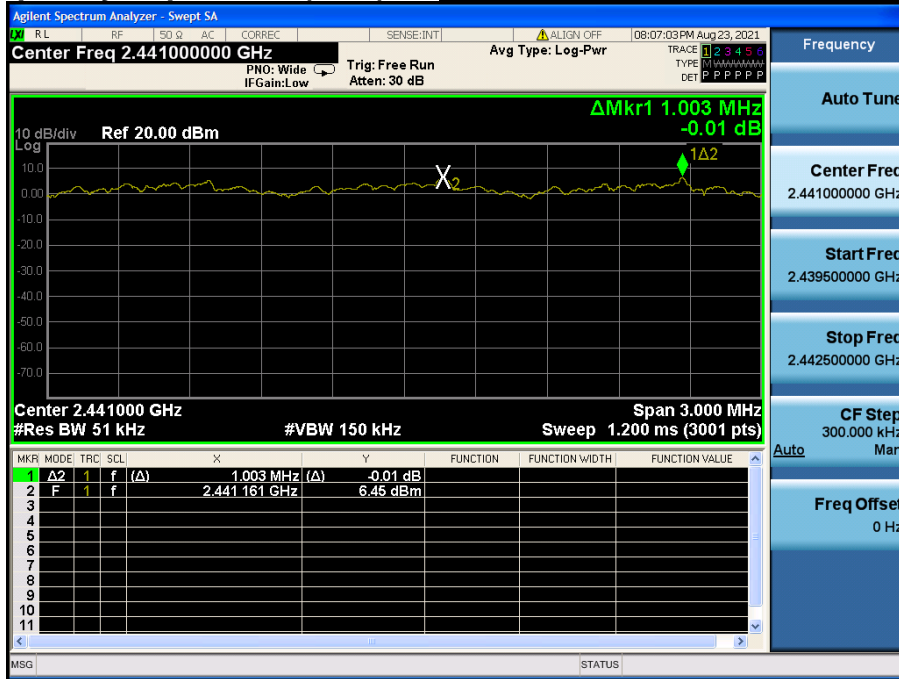 Agilent Spectrum Analyzer - Swept SA
LXI RL RF 50 Ω AC CORREC SENSE:INT ALIGN OFF 08:07:03 PM Aug 23, 2021
Center Freq 2.441000000 GHz
PNO: Wide
IFGain:Low
Trig: Free Run
Atten: 30 dB
Avg Type: Log-Pwr
TRACE 1 2 3 4 5 6
TYPE M WWWWW
DET P P P P P P
ΔMkr1 1.003 MHz
-0.01 dB
10 dB/div Ref 20.00 dBm
Log
1Δ2
10.0
X2
0.00
-10.0
-20.0
-30.0
-40.0
-50.0
-60.0
-70.0
Center 2.441000 GHz Span 3.000 MHz
#Res BW 51 kHz #VBW 150 kHz Sweep 1.200 ms (3001 pts)
MKR MODE TRC SCL X Y FUNCTION FUNCTION WIDTH FUNCTION VALUE
1 Δ2 1 f (Δ) 1.003 MHz (Δ) -0.01 dB
2 F 1 f 2.441 161 GHz 6.45 dBm
3
4
5
6
7
8
9
10
11
MSG STATUS
Frequency
Auto Tune
Center Freq
2.441000000 GHz
Start Freq
2.439500000 GHz
Stop Freq
2.442500000 GHz
CF Step
300.000 kHz
Auto Man
Freq Offset
0 Hz